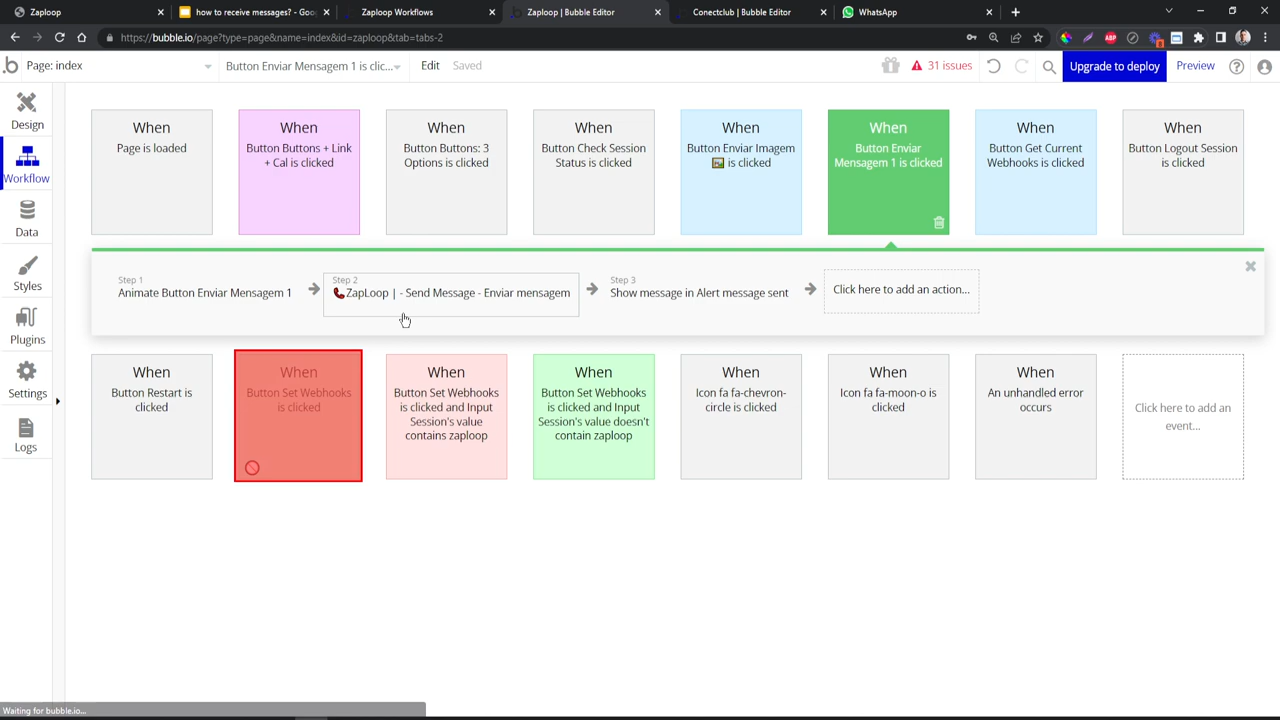 Zaploop
how to receive messages? - Goo
Zaploop Workflows
Zaploop | Bubble Editor
Conectclub | Bubble Editor
WhatsApp
https://bubble.io/page?type=page&name=index&id=zaploop&tab=tabs-2
Page: index
Button Enviar Mensagem 1 is clic...
Edit
Saved
31 issues
Upgrade to deploy
Preview
Design
Workflow
Data
Styles
Plugins
Settings
Logs
When
Page is loaded
When
Button Buttons + Link
+ Cal is clicked
When
Button Buttons: 3
Options is clicked
When
Button Check Session
Status is clicked
When
Button Enviar Imagem
is clicked
When
Button Enviar
Mensagem 1 is clicked
When
Button Get Current
Webhooks is clicked
When
Button Logout Session
is clicked
Step 1
Animate Button Enviar Mensagem 1
Step 2
ZapLoop | - Send Message - Enviar mensagem
Step 3
Show message in Alert message sent
Click here to add an action...
When
Button Restart is
clicked
When
Button Set Webhooks
is clicked
When
Button Set Webhooks
is clicked and Input
Session's value
contains zaploop
When
Button Set Webhooks
is clicked and Input
Session's value doesn't
contain zaploop
When
Icon fa fa-chevron-
circle is clicked
When
Icon fa fa-moon-o is
clicked
When
An unhandled error
occurs
Click here to add an
event...
Waiting for bubble.io...